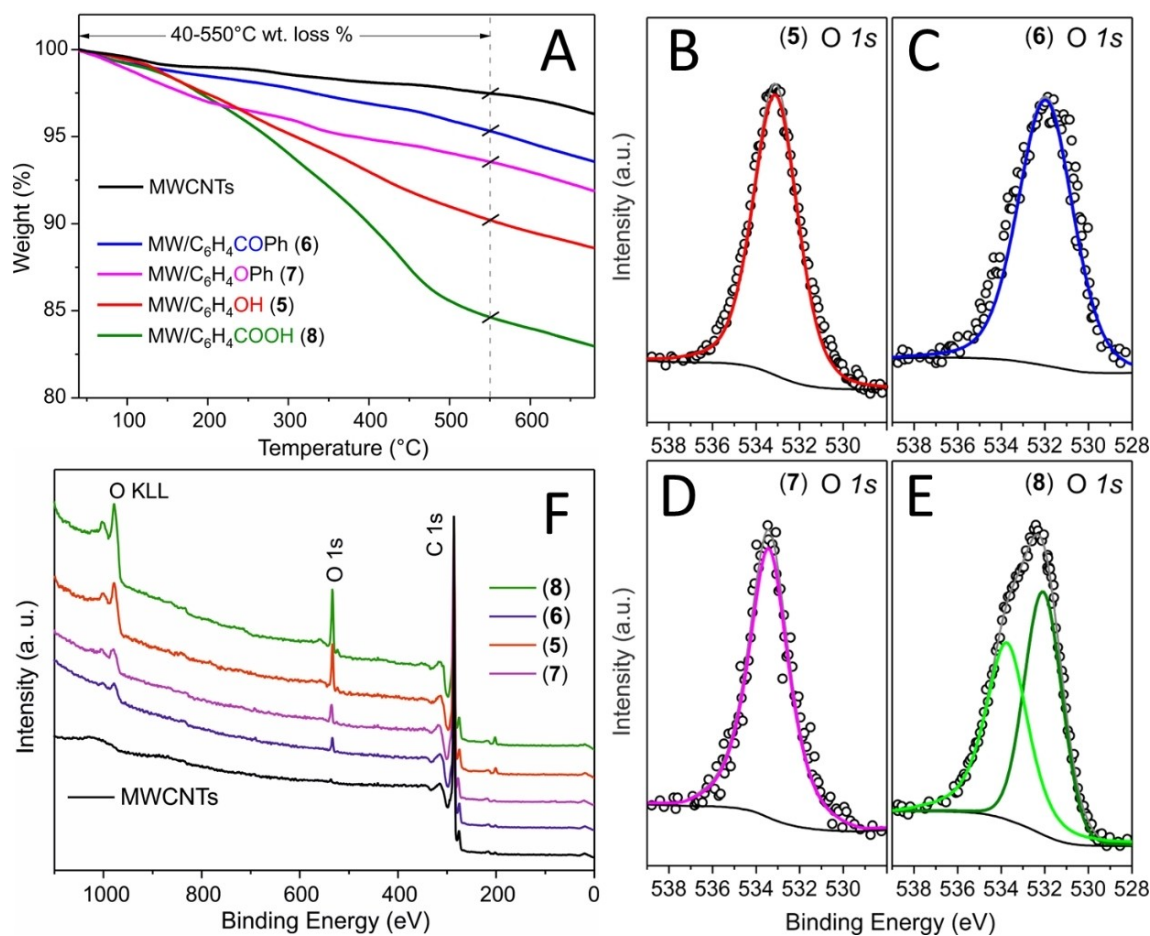 40-550°C wt. loss %
A
100
95
90
85
80
Weight (%)
MWCNTs
MW/C₆H₄COPh (6)
MW/C₆H₄OPh (7)
MW/C₆H₄OH (5)
MW/C₆H₄COOH (8)
100 200 300 400 500 600
Temperature (°C)
B
(5) O 1s
Intensity (a.u.)
538 536 534 532 530
C
(6) O 1s
538 536 534 532 530 528
D
(7) O 1s
Intensity (a.u.)
538 536 534 532 530
E
(8) O 1s
538 536 534 532 530 528
Binding Energy (eV)
F
O KLL
O 1s
C 1s
(8)
(6)
(5)
(7)
MWCNTs
Intensity (a. u.)
1000 800 600 400 200 0
Binding Energy (eV)